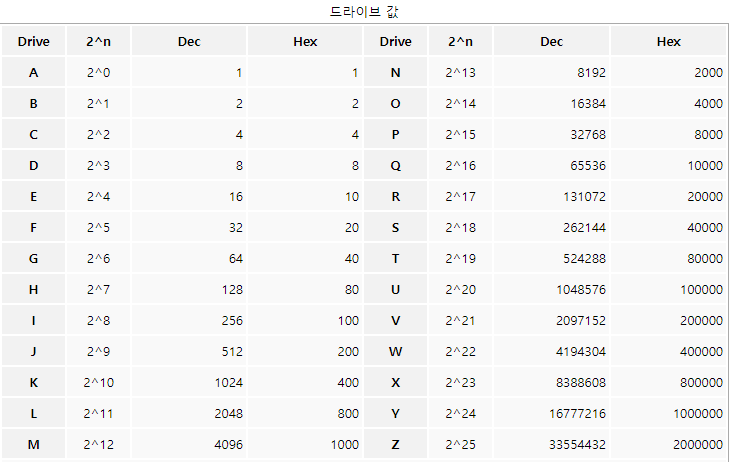 드라이브 값
Drive 2^n Dec Hex Drive 2^n Dec Hex
A 2^0 1 1 N 2^13 8192 2000
B 2^1 2 2 O 2^14 16384 4000
C 2^2 4 4 P 2^15 32768 8000
D 2^3 8 8 Q 2^16 65536 10000
E 2^4 16 10 R 2^17 131072 20000
F 2^5 32 20 S 2^18 262144 40000
G 2^6 64 40 T 2^19 524288 80000
H 2^7 128 80 U 2^20 1048576 100000
I 2^8 256 100 V 2^21 2097152 200000
J 2^9 512 200 W 2^22 4194304 400000
K 2^10 1024 400 X 2^23 8388608 800000
L 2^11 2048 800 Y 2^24 16777216 1000000
M 2^12 4096 1000 Z 2^25 33554432 2000000